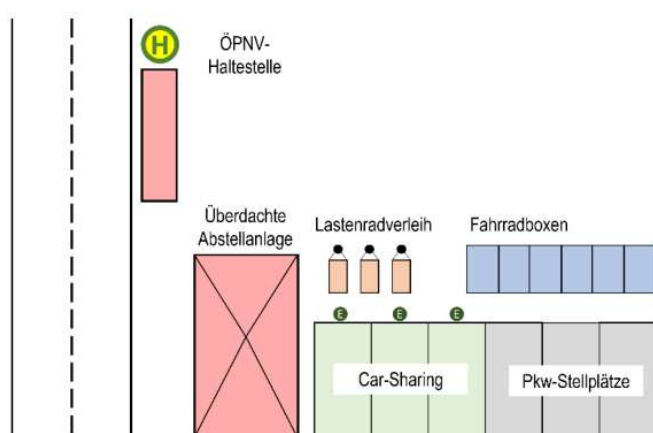 H
ÖPNV-
Haltestelle
Überdachte
Abstellanlage
Lastenradverleih
Fahrradboxen
E
E
E
Car-Sharing
Pkw-Stellplätze